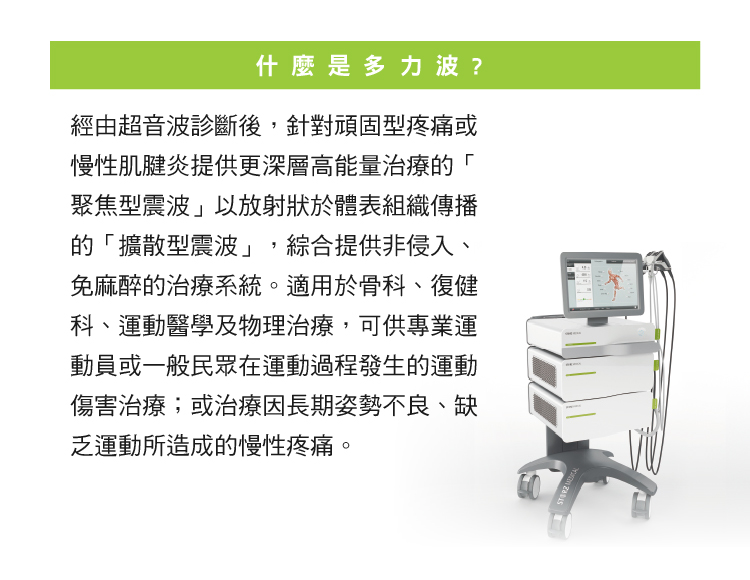 什麼是多力波?
經由超音波診斷後，針對頑固型疼痛或
慢性肌腱炎提供更深層高能量治療的「
聚焦型震波」以放射狀於體表組織傳播
的「擴散型震波」，綜合提供非侵入、
免麻醉的治療系統。適用於骨科、復健
科、運動醫學及物理治療，可供專業運
動員或一般民眾在運動過程發生的運動
傷害治療；或治療因長期姿勢不良、缺
乏運動所造成的慢性疼痛。
STORZ MEDICAL